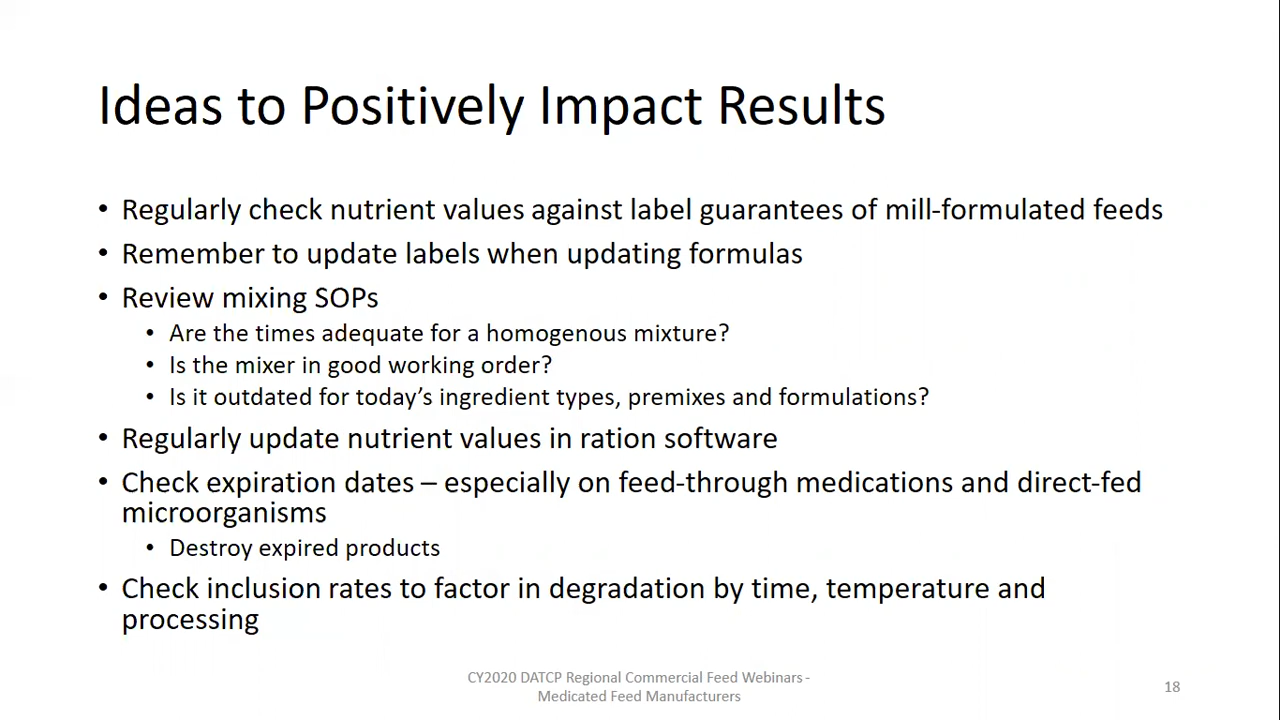 Ideas to Positively Impact Results
• Regularly check nutrient values against label guarantees of mill-formulated feeds
• Remember to update labels when updating formulas
• Review mixing SOPs
• Are the times adequate for a homogenous mixture?
• Is the mixer in good working order?
• Is it outdated for today’s ingredient types, premixes and formulations?
• Regularly update nutrient values in ration software
• Check expiration dates – especially on feed-through medications and direct-fed
microorganisms
• Destroy expired products
• Check inclusion rates to factor in degradation by time, temperature and
processing
CY2020 DATCP Regional Commercial Feed Webinars -
Medicated Feed Manufacturers
18